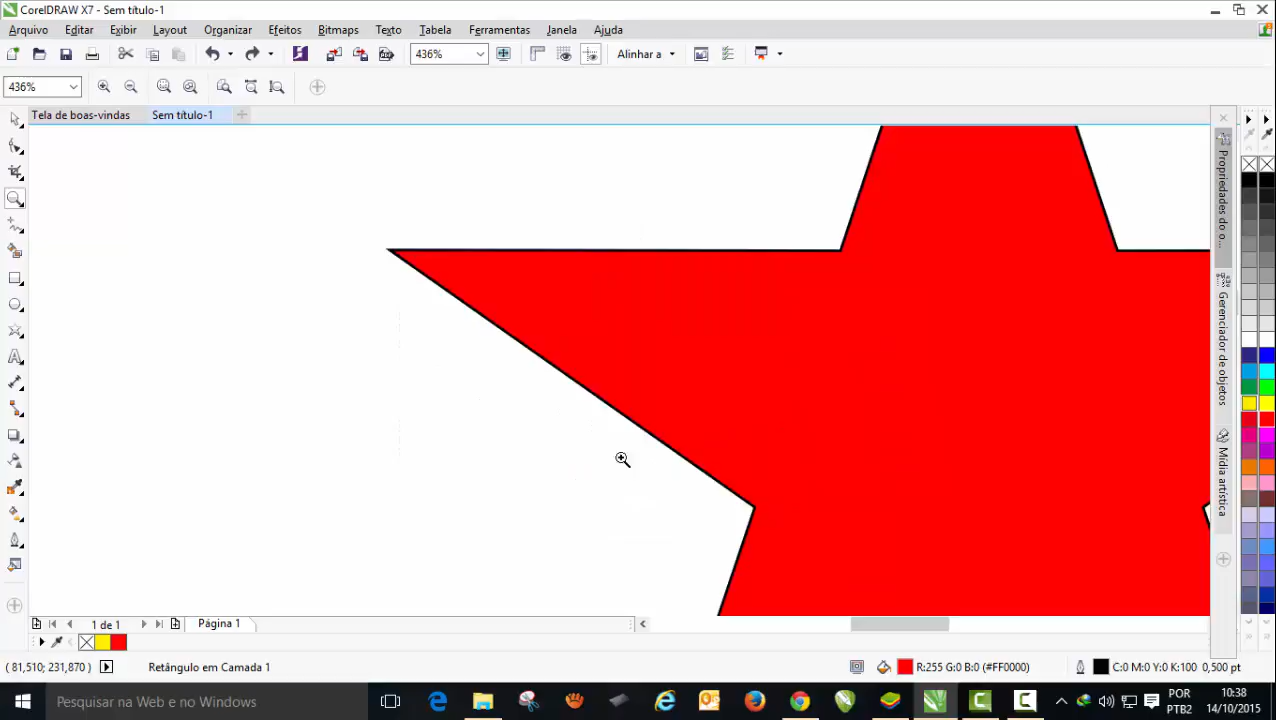 CorelDRAW X7 - Sem título-1
Arquivo Editar Exibir Layout Organizar Efeitos Bitmaps Texto Tabela Ferramentas Janela Ajuda
436% Alinhar a
436%
Tela de boas-vindas Sem título-1
Propriedades do o...
Gerenciador de objetos
Mídia artística
1 de 1 Página 1
( 81,510; 231,870 ) Retângulo em Camada 1 R:255 G:0 B:0 (#FF0000) C:0 M:0 Y:0 K:100 0,500 pt
Pesquisar na Web e no Windows
POR 10:38
PTB2 14/10/2015